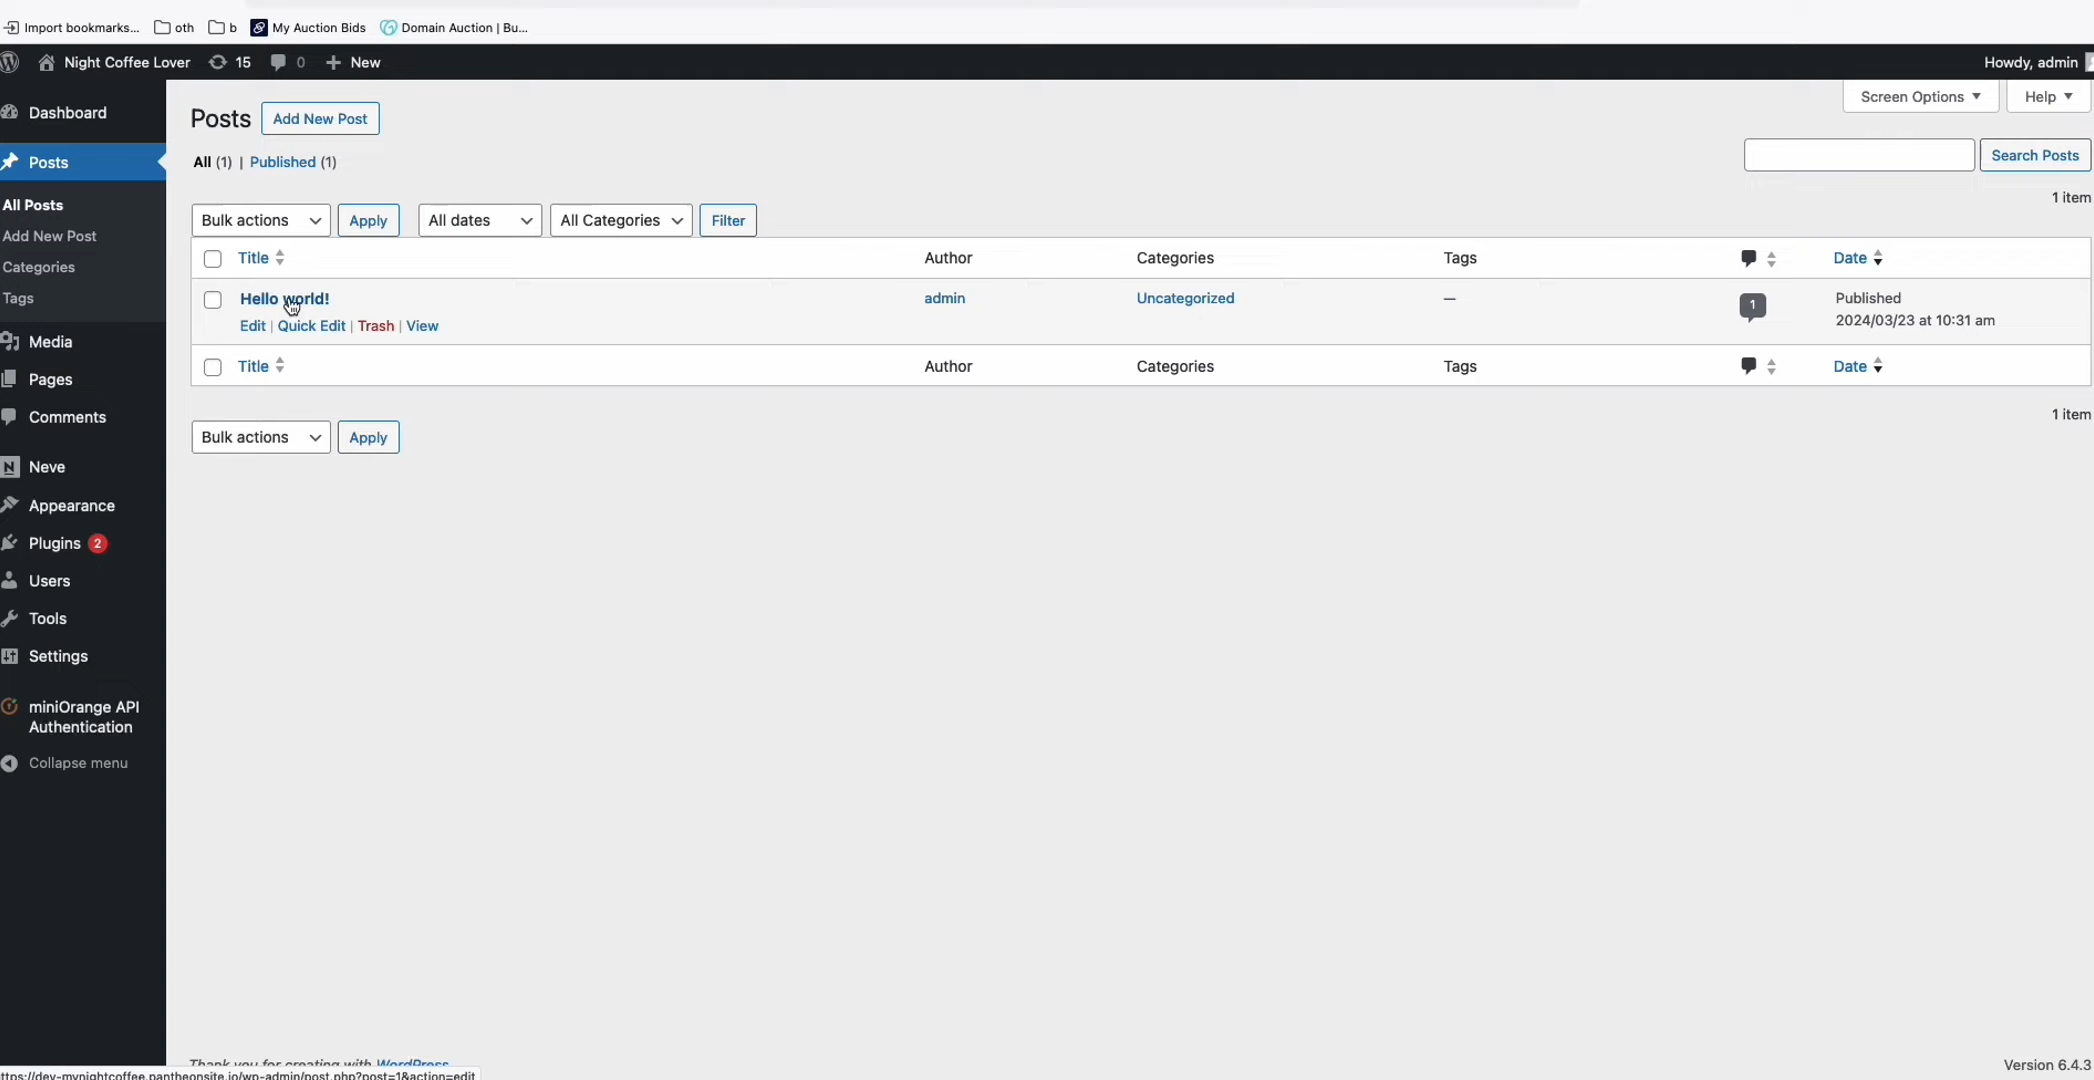 Import bookmarks... oth b My Auction Bids Domain Auction | Bu...
Night Coffee Lover 15 0 New Howdy, admin
Dashboard
Posts
All Posts
Add New Post
Categories
Tags
Media
Pages
Comments
Neve
Appearance
Plugins 2
Users
Tools
Settings
miniOrange API
Authentication
Collapse menu
Screen Options Help
Posts Add New Post
All (1) | Published (1)
Search Posts
1 item
Bulk actions Apply All dates All Categories Filter
Title Author Categories Tags Date
Hello world! admin Uncategorized — 1 Published
2024/03/23 at 10:31 am
Edit | Quick Edit | Trash | View
Title Author Categories Tags Date
1 item
Bulk actions Apply
Thank you for creating with WordPress
Version 6.4.3
ttps://dev-mynightcoffee.pantheonsite.io/wp-admin/post.php?post=1&action=edit